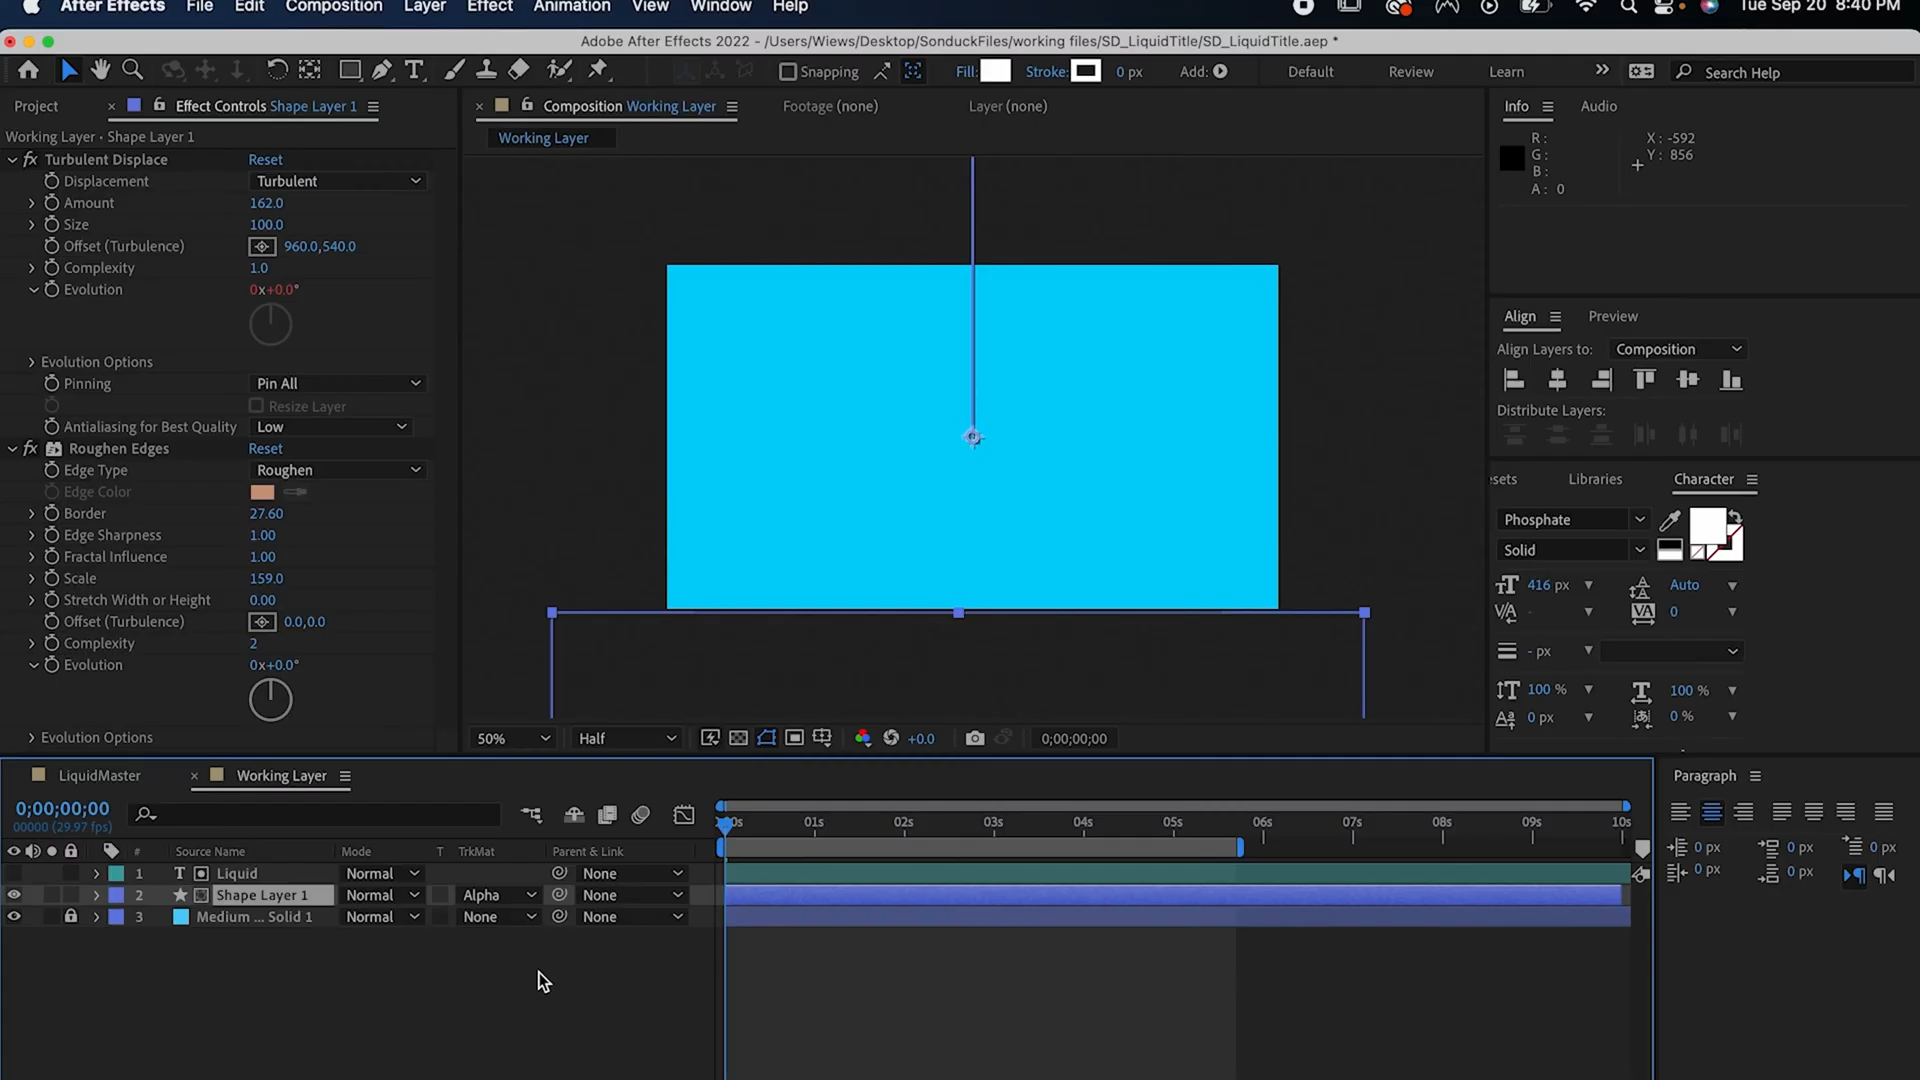 After Effects File Edit Composition Layer Effect Animation View Window Help Tue Sep 20 8:40 PM
Adobe After Effects 2022 - /Users/Wiews/Desktop/SonduckFiles/working files/SD_LiquidTitle/SD_LiquidTitle.aep *
Snapping Fill: Stroke: 0 px Add: Default Review Learn Search Help
Project Effect Controls Shape Layer 1
Working Layer • Shape Layer 1
Turbulent Displace Reset
Displacement Turbulent
Amount 162.0
Size 100.0
Offset (Turbulence) 960.0,540.0
Complexity 1.0
Evolution 0x+0.0°
Evolution Options
Pinning Pin All
Resize Layer
Antialiasing for Best Quality Low
Roughen Edges Reset
Edge Type Roughen
Edge Color
Border 27.60
Edge Sharpness 1.00
Fractal Influence 1.00
Scale 159.0
Stretch Width or Height 0.00
Offset (Turbulence) 0.0,0.0
Complexity 2
Evolution 0x+0.0°
Evolution Options
Composition Working Layer Footage (none) Layer (none)
Working Layer
50% Half +0.0 0;00;00;00
Info Audio
R: X: -592
G: Y: 856
B:
A: 0
Align Preview
Align Layers to: Composition
Distribute Layers:
esets Libraries Character
Phosphate
Solid
416 px Auto
- 0
- px
100 % 100 %
0 px 0 %
LiquidMaster Working Layer
0;00;00;00
00000 (29.97 fps)
:00s 01s 02s 03s 04s 05s 06s 07s 08s 09s 10s
# Source Name Mode T TrkMat Parent & Link
1 T Liquid Normal None
2 Shape Layer 1 Normal Alpha None
3 Medium ... Solid 1 Normal None None
Paragraph
0 px 0 px 0 px
0 px 0 px